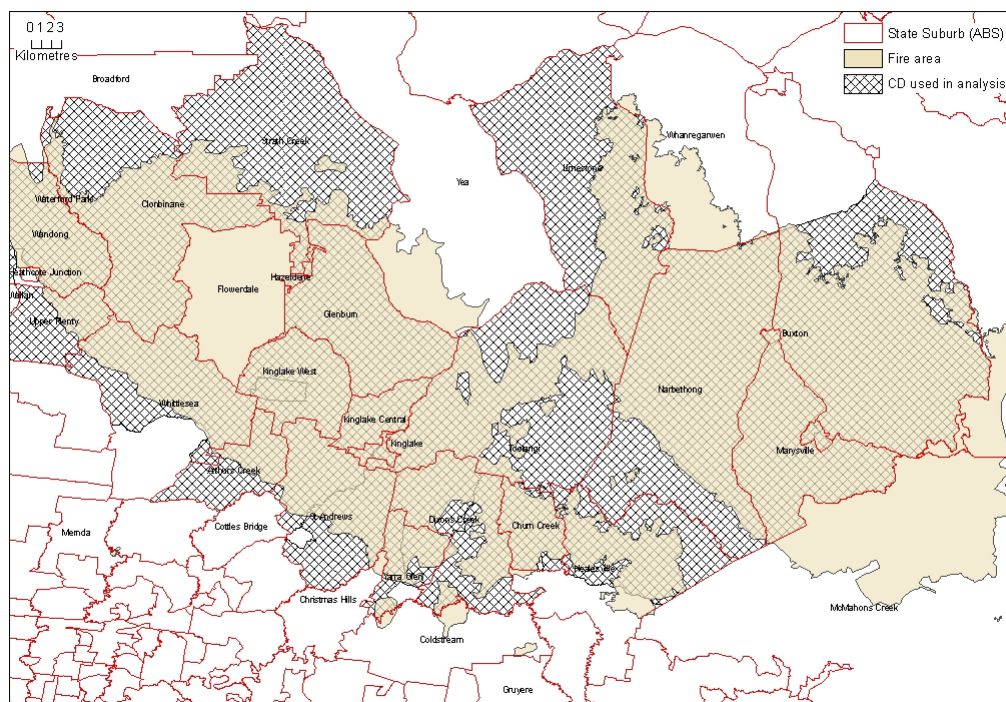 0 1 2 3
Kilometres
State Suburb (ABS)
Fire area
CD used in analysis
Broadford
Whanregarwen
Strath Creek
Limestone
Yea
Waterford Park
Clonbinane
Wandong
Heathcote Junction
Flowerdale
Hazeldene
Wallan
Upper Plenty
Glenburn
Buxton
Kinglake West
Narbethong
Whittlesea
Kinglake Central
Kinglake
Toolangi
Marysville
Arthurs Creek
St Andrews
Dixons Creek
Chum Creek
Mernda
Cottles Bridge
Healesville
Yarra Glen
Christmas Hills
McMahons Creek
Coldstream
Gruyere